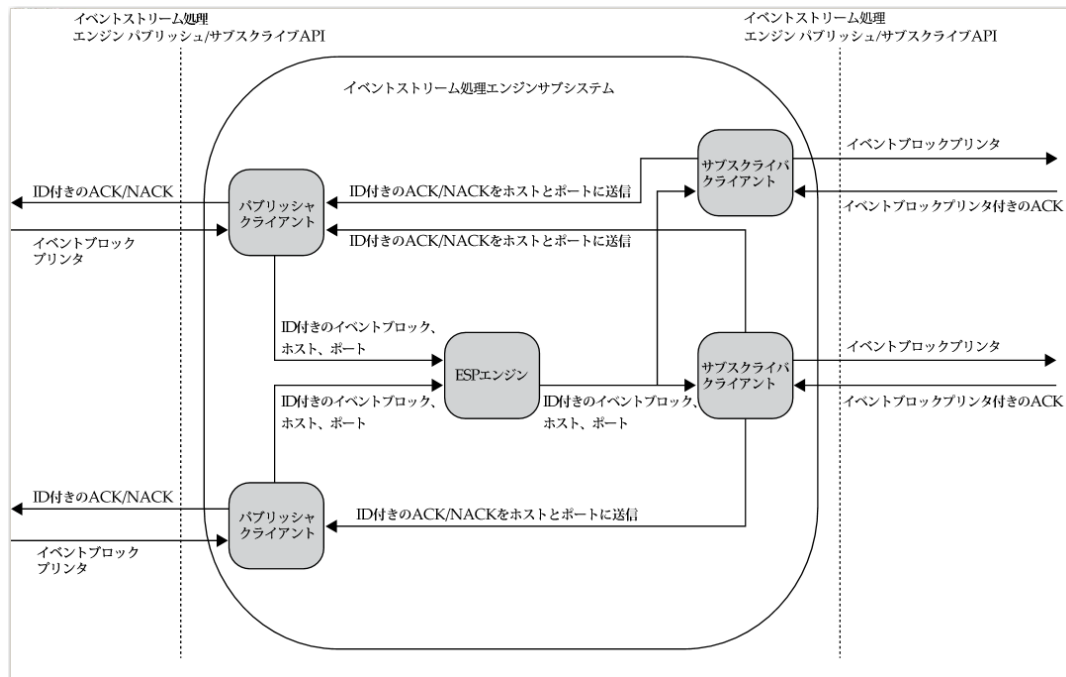 イベントストリーム処理
エンジン パブリッシュ/サブスクライブAPI
イベントストリーム処理
エンジン パブリッシュ/サブスクライブAPI
イベントストリーム処理エンジンサブシステム
サブスクライバ
クライアント
イベントブロックプリンタ
イベントブロックプリンタ付きのACK
ID付きのACK/NACK
パブリッシャ
クライアント
ID付きのACK/NACKをホストとポートに送信
イベントブロック
プリンタ
ID付きのACK/NACKをホストとポートに送信
ID付きのイベントブロック、
ホスト、ポート
ESPエンジン
サブスクライバ
クライアント
イベントブロックプリンタ
イベントブロックプリンタ付きのACK
ID付きのイベントブロック、
ホスト、ポート
ID付きのイベントブロック、
ホスト、ポート
ID付きのACK/NACK
パブリッシャ
クライアント
ID付きのACK/NACKをホストとポートに送信
イベントブロック
プリンタ